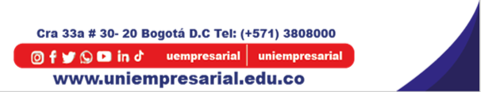 Cra 33a # 30- 20 Bogotá D.C Tel: (+571) 3808000
uempresarial | uniempresarial
www.uniempresarial.edu.co